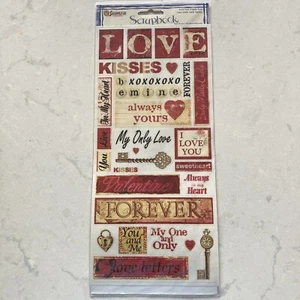 Scrapbook
LOVE
KISSES
FOREVER
In My Heart
b xoxoxoxo
e mine
always
yours
You
My Only Love
I
LOVE
YOU
KISSES
sweetheart
Valentine
Always
in my
Heart
FOREVER
You
and
Me
My One
and
Only
Love letters